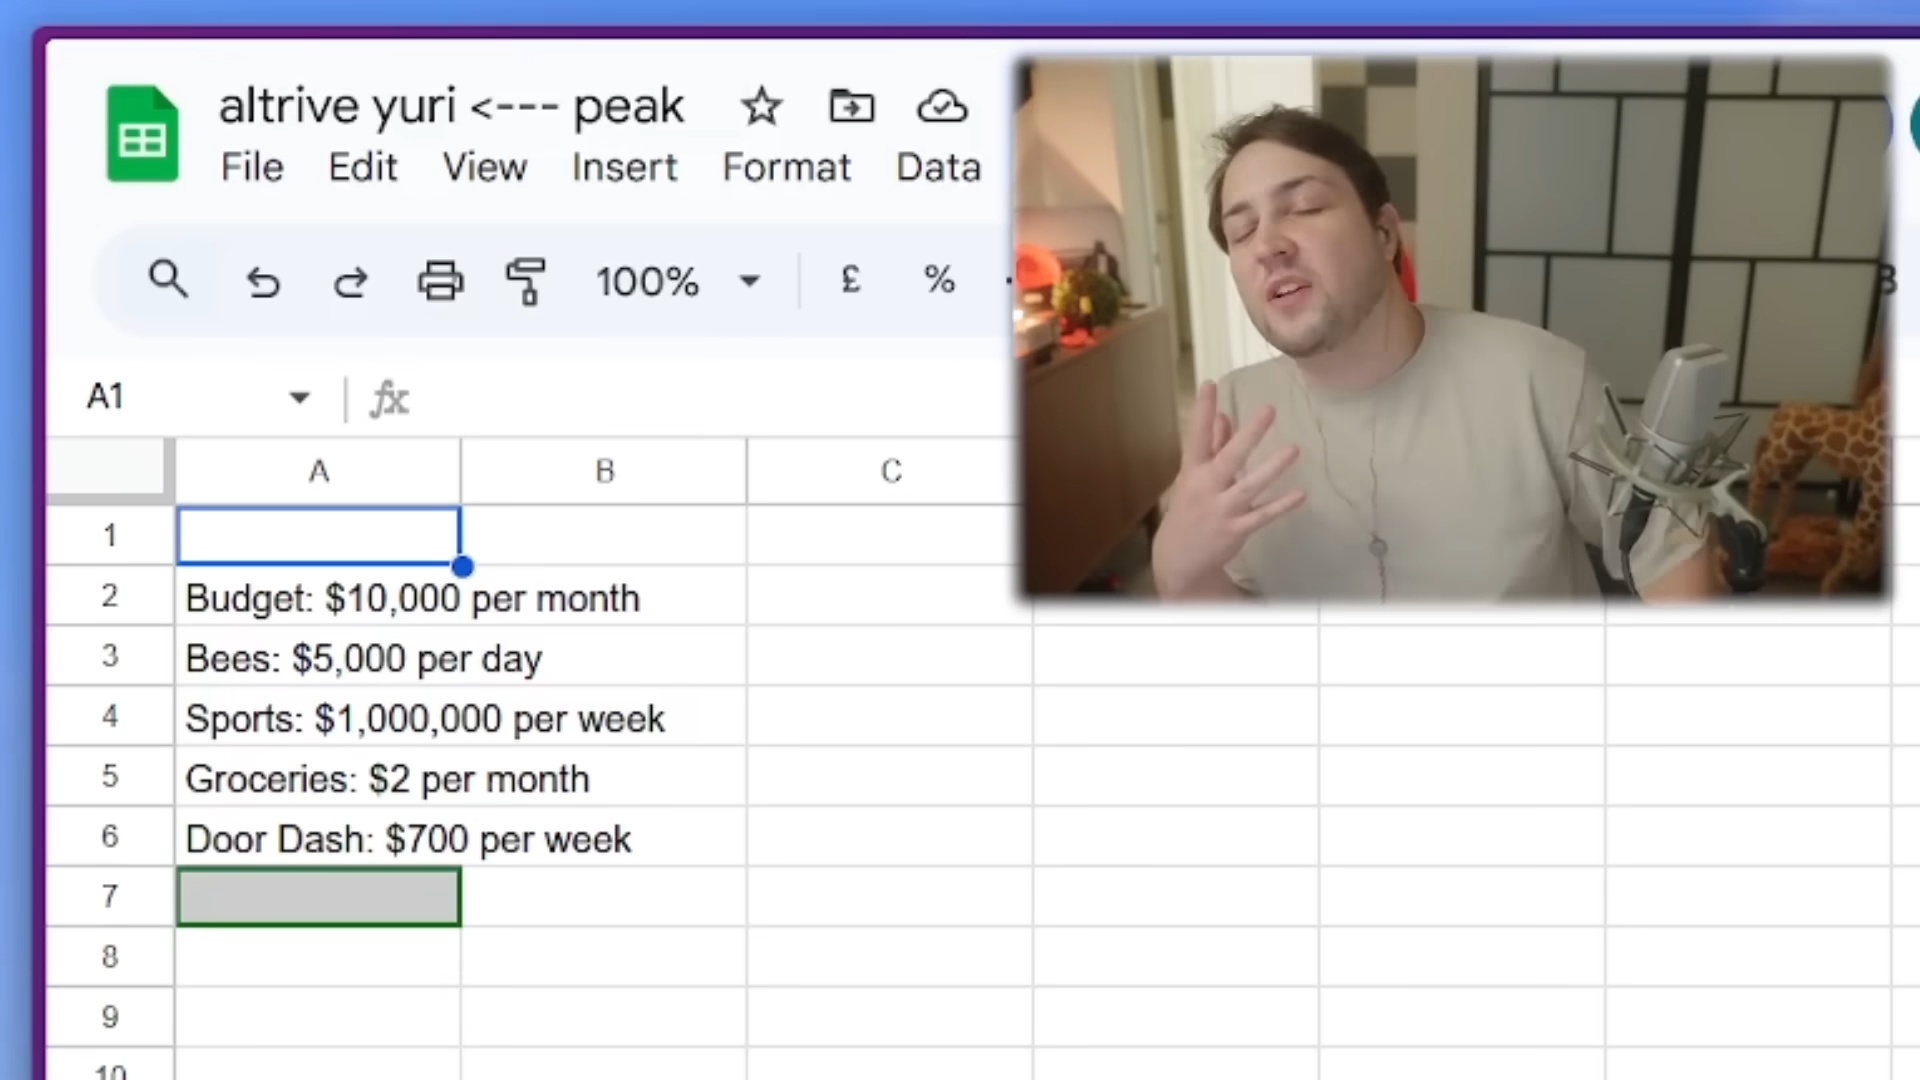 altrive yuri <--- peak
File Edit View Insert Format Data
100% £ %
A1 fx
A B C
1
2 Budget: $10,000 per month
3 Bees: $5,000 per day
4 Sports: $1,000,000 per week
5 Groceries: $2 per month
6 Door Dash: $700 per week
7
8
9
10